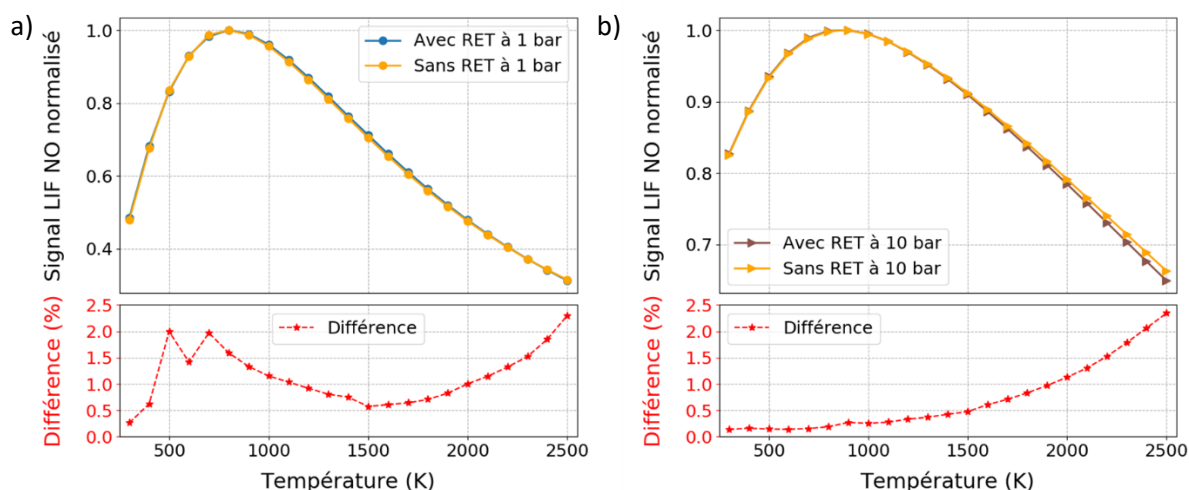 a)
Signal LIF NO normalisé
1.0
0.8
0.6
0.4
Avec RET à 1 bar
Sans RET à 1 bar
Différence (%)
2.5
2.0
1.5
1.0
0.5
0.0
Différence
500
1000
1500
2000
2500
Température (K)
b)
Signal LIF NO normalisé
1.0
0.9
0.8
0.7
Avec RET à 10 bar
Sans RET à 10 bar
Différence (%)
2.5
2.0
1.5
1.0
0.5
0.0
Différence
500
1000
1500
2000
2500
Température (K)